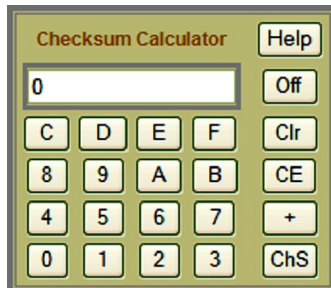 Checksum Calculator Help
0 Off
C D E F Clr
8 9 A B CE
4 5 6 7 +
0 1 2 3 ChS